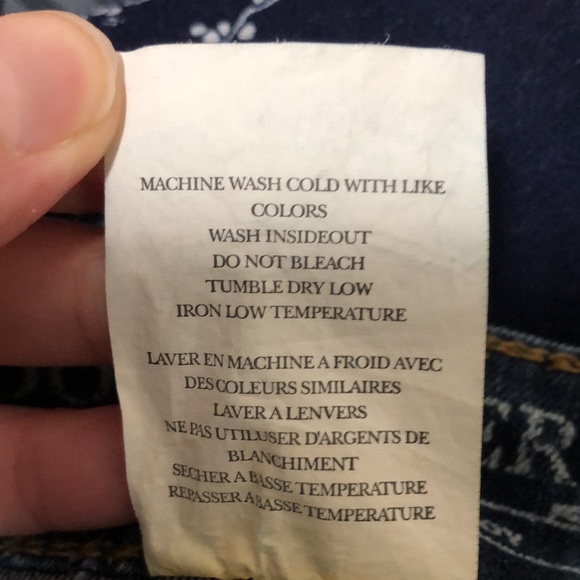 MACHINE WASH COLD WITH LIKE
COLORS
WASH INSIDEOUT
DO NOT BLEACH
TUMBLE DRY LOW
IRON LOW TEMPERATURE
LAVER EN MACHINE A FROID AVEC
DES COLEURS SIMILAIRES
LAVER A LENVERS
NE PAS UTILUSER D'ARGENTS DE
BLANCHIMENT
SECHER A BASSE TEMPERATURE
REPASSER A BASSE TEMPERATURE
ER